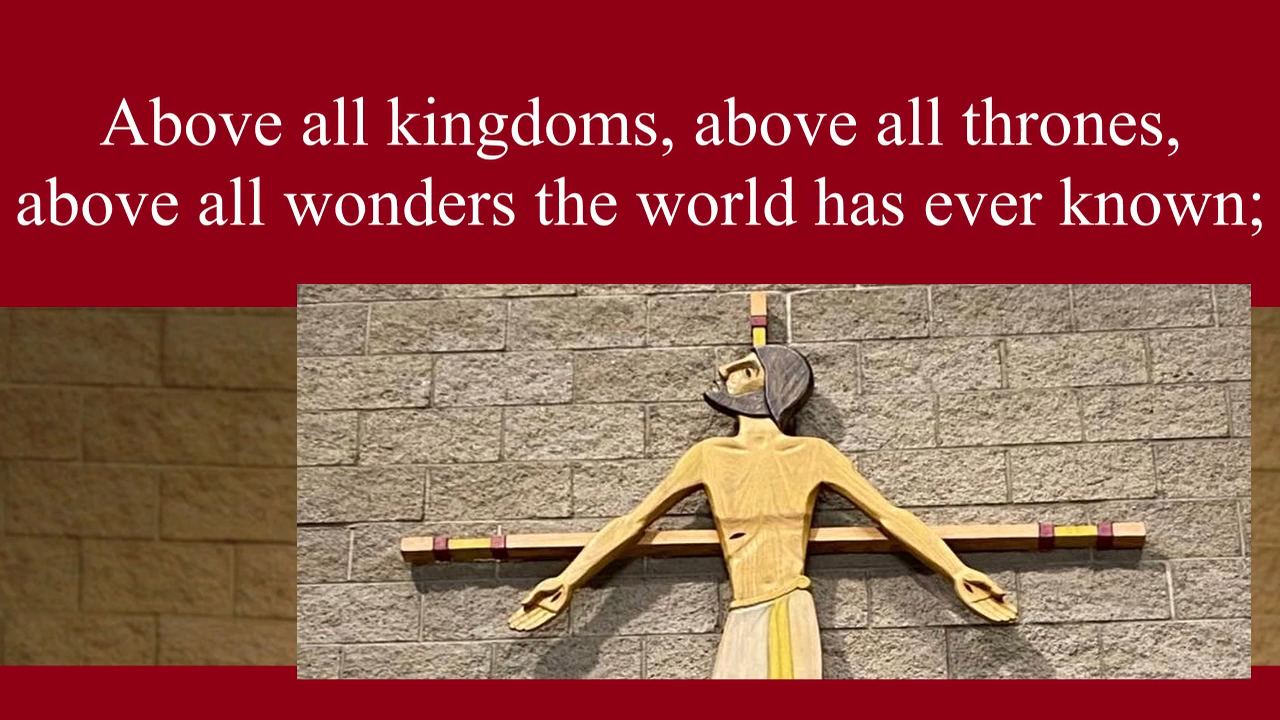 Above all kingdoms, above all thrones,
above all wonders the world has ever known;